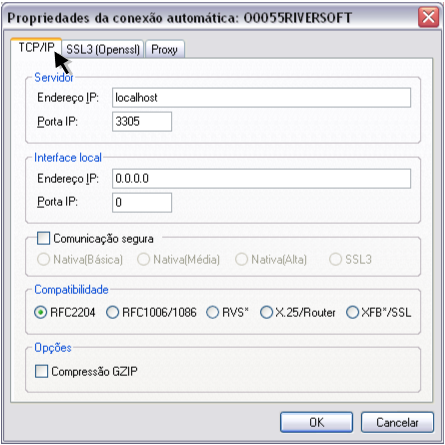 Propriedades da conexão automática: O0055RIVERSOFT
TCP/IP SSL3 (Openssl) Proxy
Servidor
Endereço IP: localhost
Porta IP: 3305
Interface local
Endereço IP: 0.0.0.0
Porta IP: 0
Comunicação segura
Nativa(Básica) Nativa(Média) Nativa(Alta) SSL3
Compatibilidade
RFC2204 RFC1006/1086 RVS* X.25/Router XFB*/SSL
Opções
Compressão GZIP
OK Cancelar